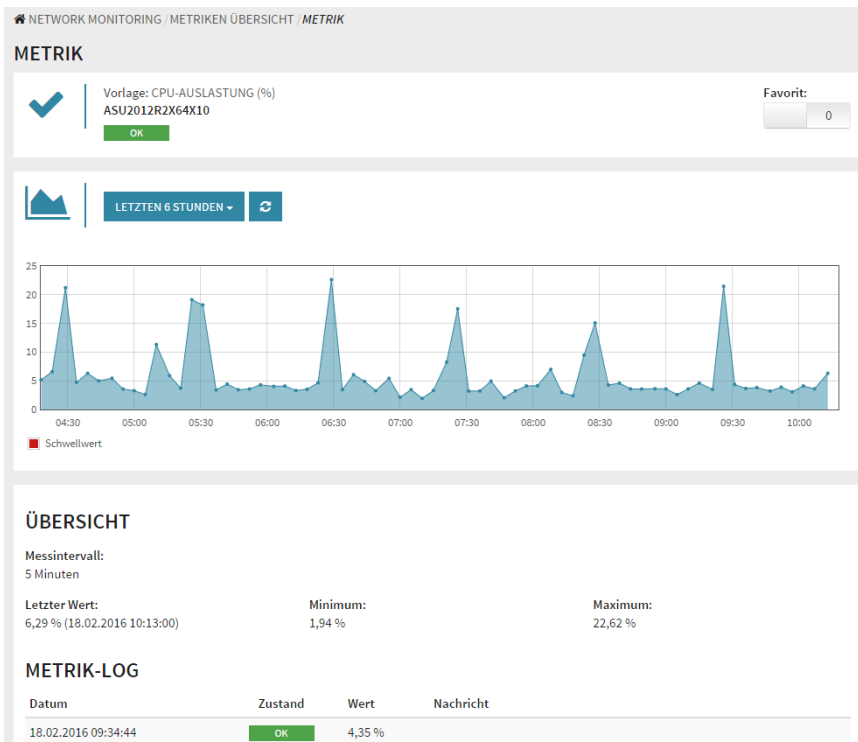 NETWORK MONITORING / METRIKEN ÜBERSICHT / METRIK
METRIK
Vorlage: CPU-AUSLASTUNG (%)
Favorit:
ASU2012R2X64X10
0
OK
LETZTEN 6 STUNDEN
25
20
15
10
5
0
04:30 05:00 05:30 06:00 06:30 07:00 07:30 08:00 08:30 09:00 09:30 10:00
Schwellwert
ÜBERSICHT
Messintervall:
5 Minuten
Letzter Wert: Minimum: Maximum:
6,29 % (18.02.2016 10:13:00) 1,94 % 22,62 %
METRIK-LOG
Datum Zustand Wert Nachricht
18.02.2016 09:34:44 OK 4,35 %